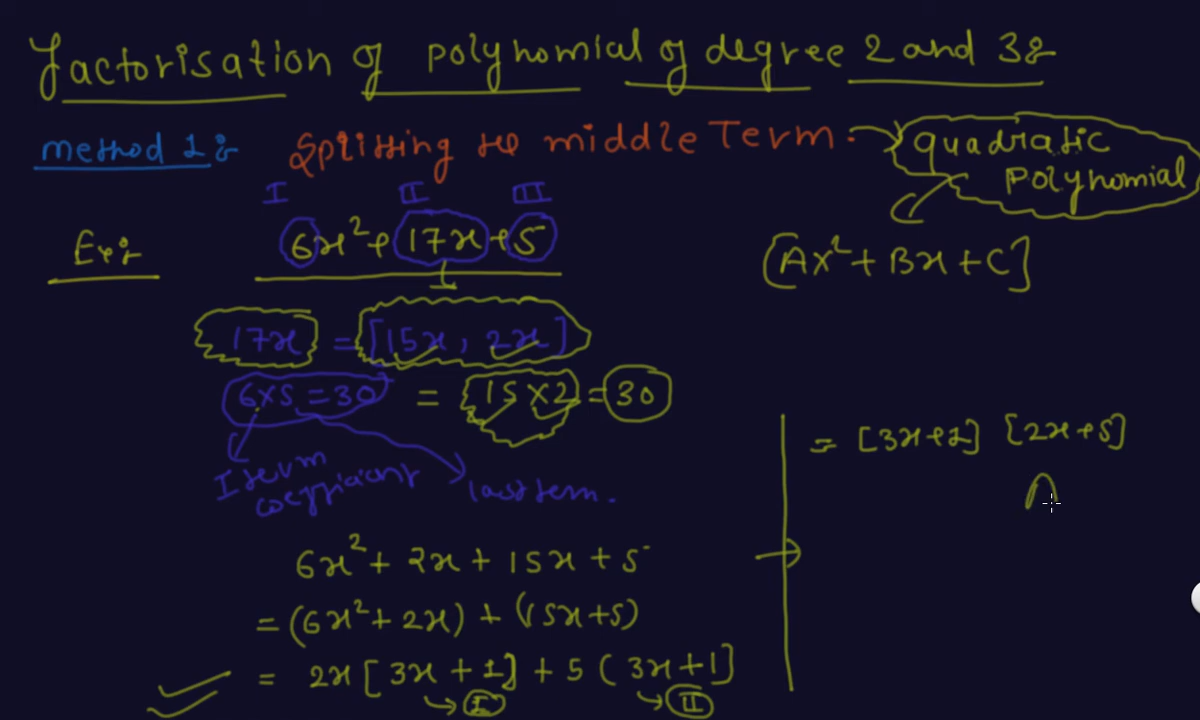 Factorisation of polynomial of degree 2 and 3:
method 1: Splitting the middle Term:- quadratic polynomial
I II III
Ex: 6x²+17x+5 [Ax²+Bx+C]
17x = [15x, 2x]
6×5=30 = 15×2 = 30
I term coefficient last term.
= [3x+1] [2x+5]
6x²+2x+15x+5
= (6x²+2x)+(15x+5)
= 2x[3x+1]+5(3x+1]
I II